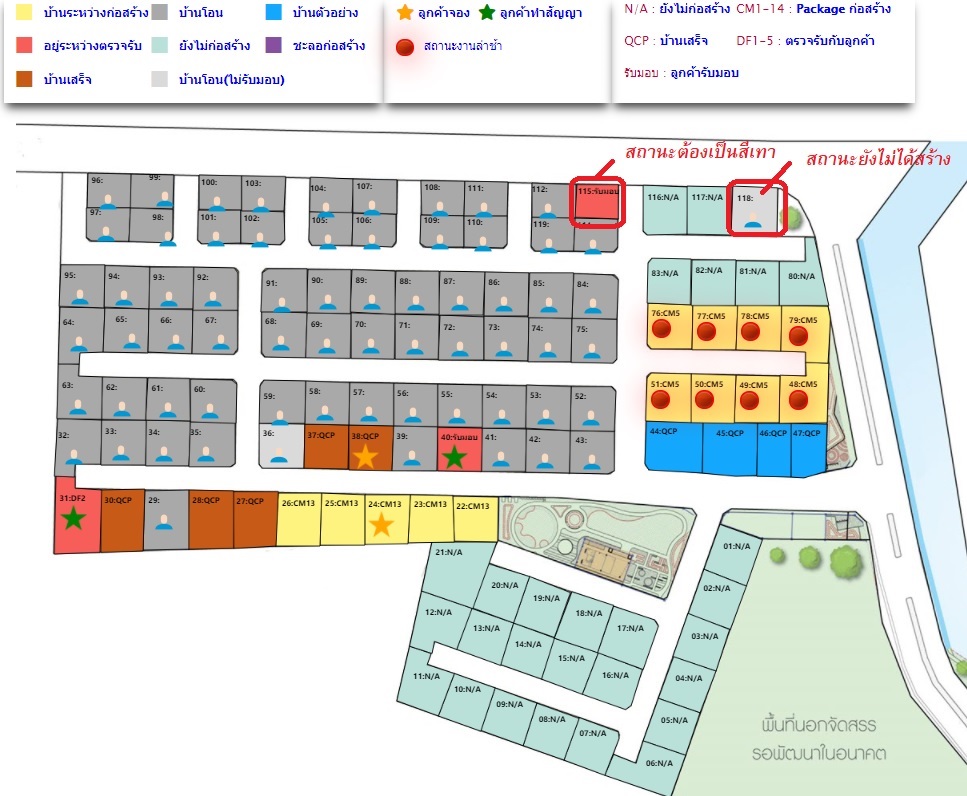 บ้านระหว่างก่อสร้าง บ้านโอน บ้านตัวอย่าง
อยู่ระหว่างตรวจรับ ยังไม่ก่อสร้าง ชะลอก่อสร้าง
บ้านเสร็จ บ้านโอน(ไม่รับมอบ)
ลูกค้าจอง ลูกค้าทำสัญญา
สถานะงานล่าช้า
N/A : ยังไม่ก่อสร้าง CM1-14 : Package ก่อสร้าง
QCP : บ้านเสร็จ DF1-5 : ตรวจรับกับลูกค้า
รับมอบ : ลูกค้ารับมอบ
สถานะต้องเป็นสีเทา
สถานะยังไม่ได้สร้าง
96: 99: 100: 103: 104: 107: 108: 111: 112: 115:รับมอบ 116:N/A 117:N/A 118:
97: 98: 101: 102: 105: 106: 109: 110: 119:
95: 94: 93: 92: 91: 90: 89: 88: 87: 86: 85: 84: 83:N/A 82:N/A 81:N/A 80:N/A
64: 65: 66: 67: 68: 69: 70: 71: 72: 73: 74: 75: 76:CM5 77:CM5 78:CM5 79:CM5
63: 62: 61: 60: 59: 58: 57: 56: 55: 54: 53: 52: 51:CM5 50:CM5 49:CM5 48:CM5
32: 33: 34: 35: 36: 37:QCP 38:QCP 39: 40:รับมอบ 41: 42: 43: 44:QCP 45:QCP 46:QCP 47:QCP
31:DF2 30:QCP 29: 28:QCP 27:QCP 26:CM13 25:CM13 24:CM13 23:CM13 22:CM13
21:N/A 01:N/A
20:N/A 19:N/A 18:N/A 17:N/A 02:N/A
12:N/A 13:N/A 14:N/A 15:N/A 16:N/A 03:N/A
11:N/A 10:N/A 09:N/A 08:N/A 07:N/A 04:N/A
05:N/A
06:N/A
พื้นที่นอกจัดสรร
รอพัฒนาในอนาคต